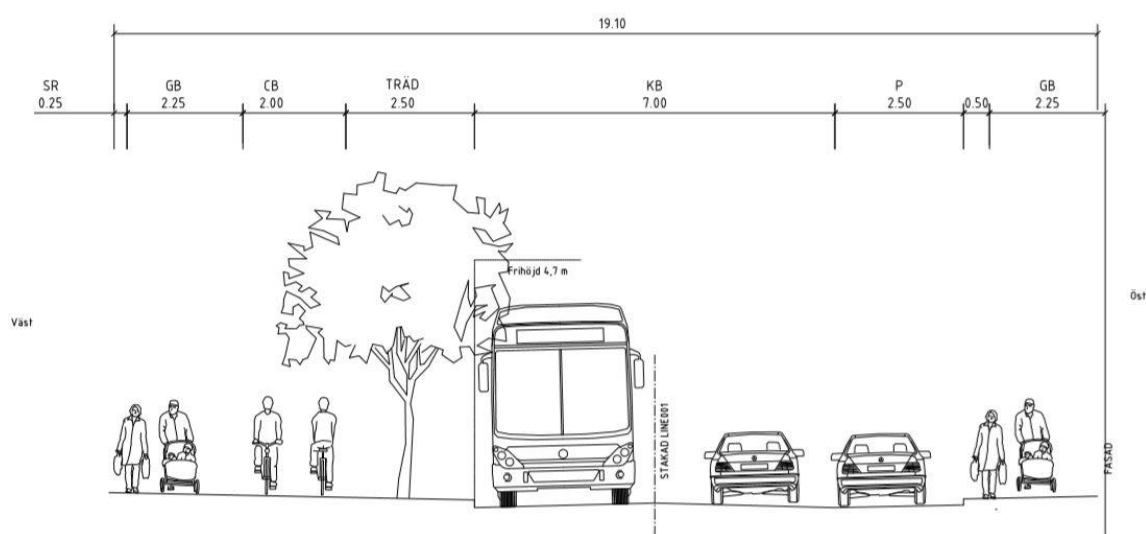 19.10
SR GB CB TRÄD KB P GB
0.25 2.25 2.00 2.50 7.00 2.50 0.50 2.25
Frihöjd 4,7 m
Öst
Väst
STAKAD LINE001
FASAD